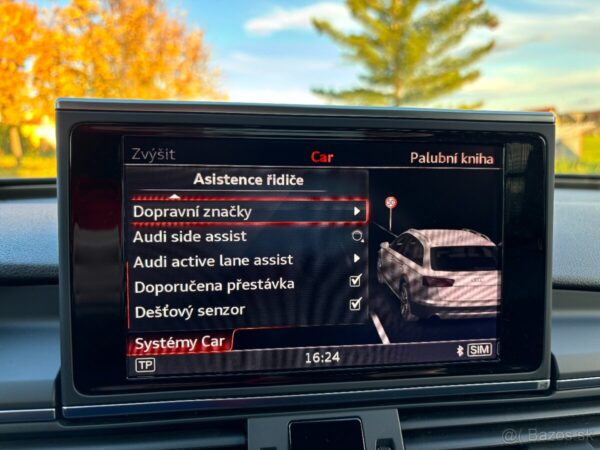 Zvýšit
Car
Palubní kniha
Asistence řidiče
Dopravní značky
Audi side assist
Audi active lane assist
Doporučena přestávka
Dešťový senzor
Systémy Car
TP
16:24
SIM
@( Bazos.sk